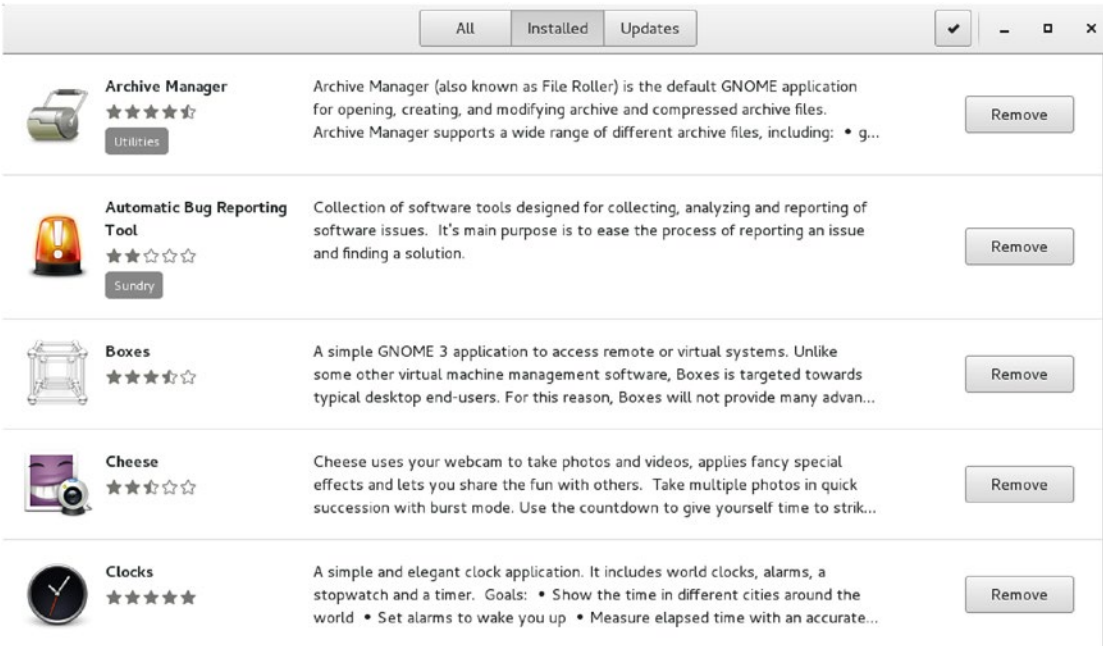 All Installed Updates
Archive Manager
Utilities
Archive Manager (also known as File Roller) is the default GNOME application
for opening, creating, and modifying archive and compressed archive files.
Archive Manager supports a wide range of different archive files, including: • g...
Remove
Automatic Bug Reporting
Tool
Sundry
Collection of software tools designed for collecting, analyzing and reporting of
software issues. It's main purpose is to ease the process of reporting an issue
and finding a solution.
Remove
Boxes
A simple GNOME 3 application to access remote or virtual systems. Unlike
some other virtual machine management software, Boxes is targeted towards
typical desktop end-users. For this reason, Boxes will not provide many advan...
Remove
Cheese
Cheese uses your webcam to take photos and videos, applies fancy special
effects and lets you share the fun with others. Take multiple photos in quick
succession with burst mode. Use the countdown to give yourself time to strik...
Remove
Clocks
A simple and elegant clock application. It includes world clocks, alarms, a
stopwatch and a timer. Goals: • Show the time in different cities around the
world • Set alarms to wake you up • Measure elapsed time with an accurate...
Remove